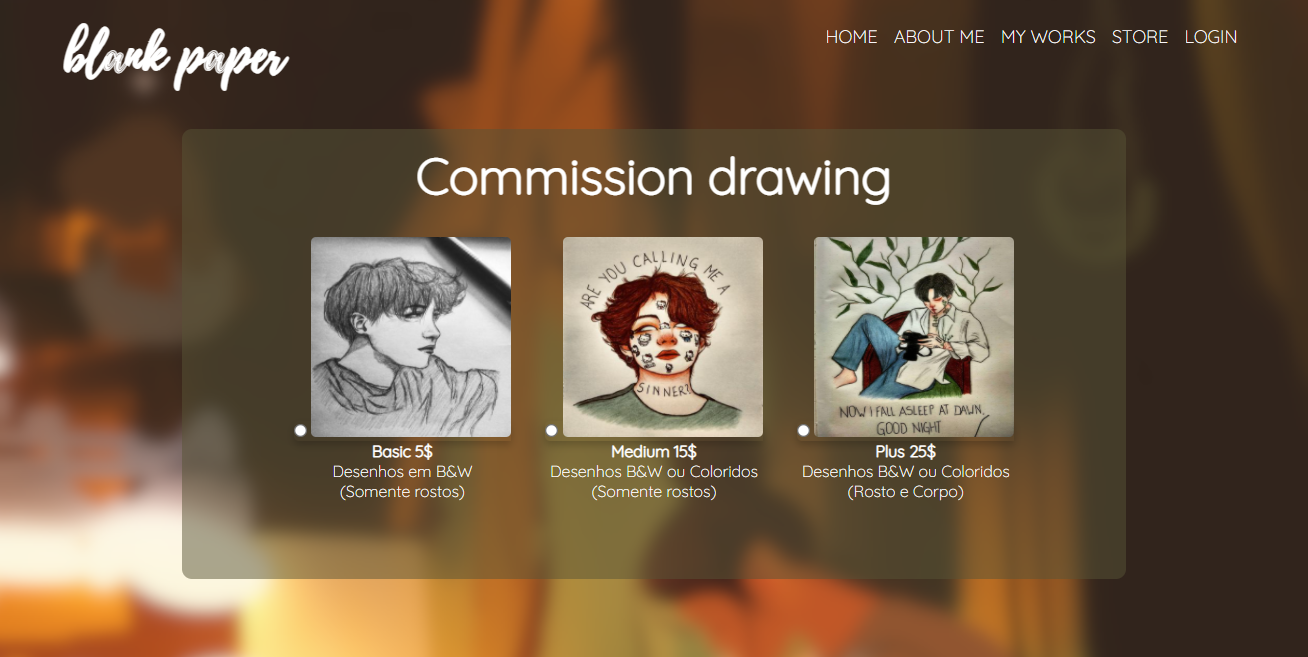 blank paper
HOME ABOUT ME MY WORKS STORE LOGIN
Commission drawing
ARE YOU CALLING ME A
SINNER?
NOW I FALL ASLEEP AT DAWN,
GOOD NIGHT
Basic 5$
Desenhos em B&W
(Somente rostos)
Medium 15$
Desenhos B&W ou Coloridos
(Somente rostos)
Plus 25$
Desenhos B&W ou Coloridos
(Rosto e Corpo)